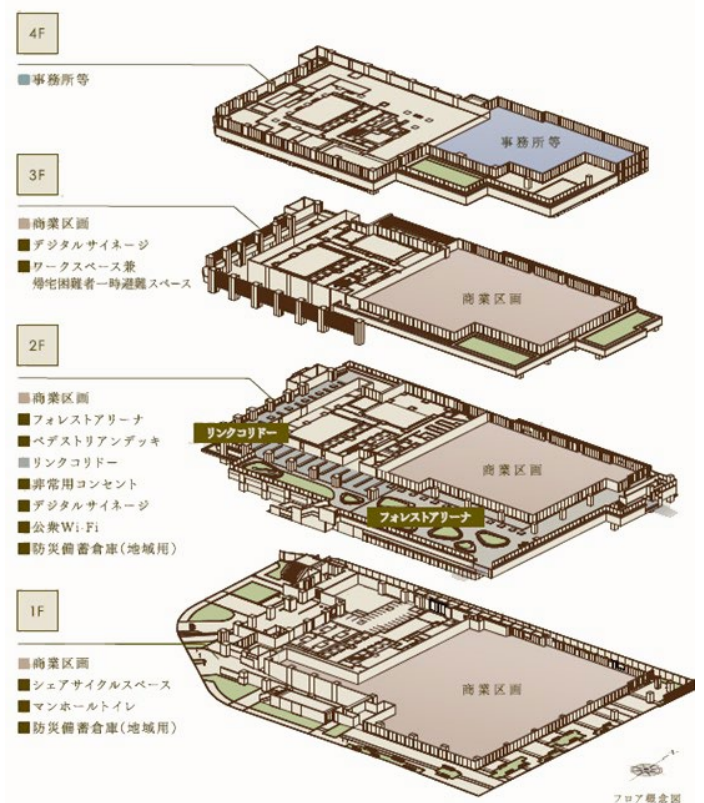 4F
事務所等
事務所等
3F
商業区画
デジタルサイネージ
ワークスペース兼
帰宅困難者一時避難スペース
商業区画
2F
商業区画
フォレストアリーナ
ペデストリアンデッキ
リンクコリドー
非常用コンセント
デジタルサイネージ
公衆Wi-Fi
防災備蓄倉庫(地域用)
リンクコリドー
商業区画
フォレストアリーナ
1F
商業区画
シェアサイクルスペース
マンホールトイレ
防災備蓄倉庫(地域用)
商業区画
フロア概念図